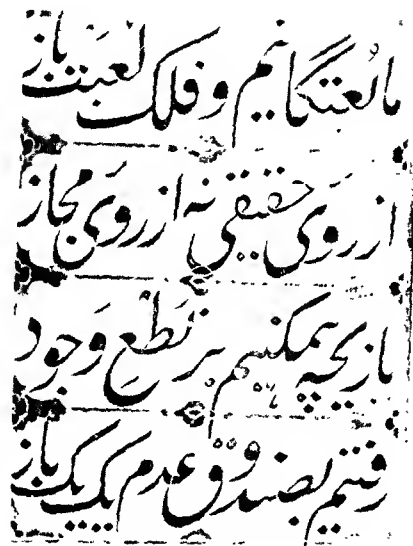 ما لعبتگانیم و فلک لعبت باز
از روی حقیقی نه از روی مجاز
بازیچه همیکنیم بر نطع وجود
رفتیم بصندوق عدم یک یک باز